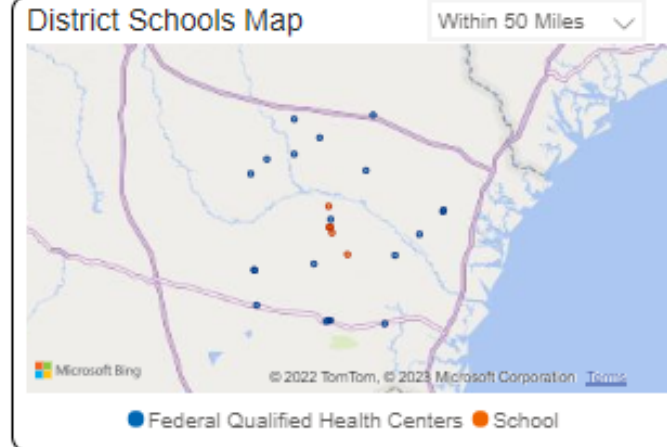 District Schools Map
Within 50 Miles
Microsoft Bing
© 2022 TomTom, © 2023 Microsoft Corporation Terms
Federal Qualified Health Centers School